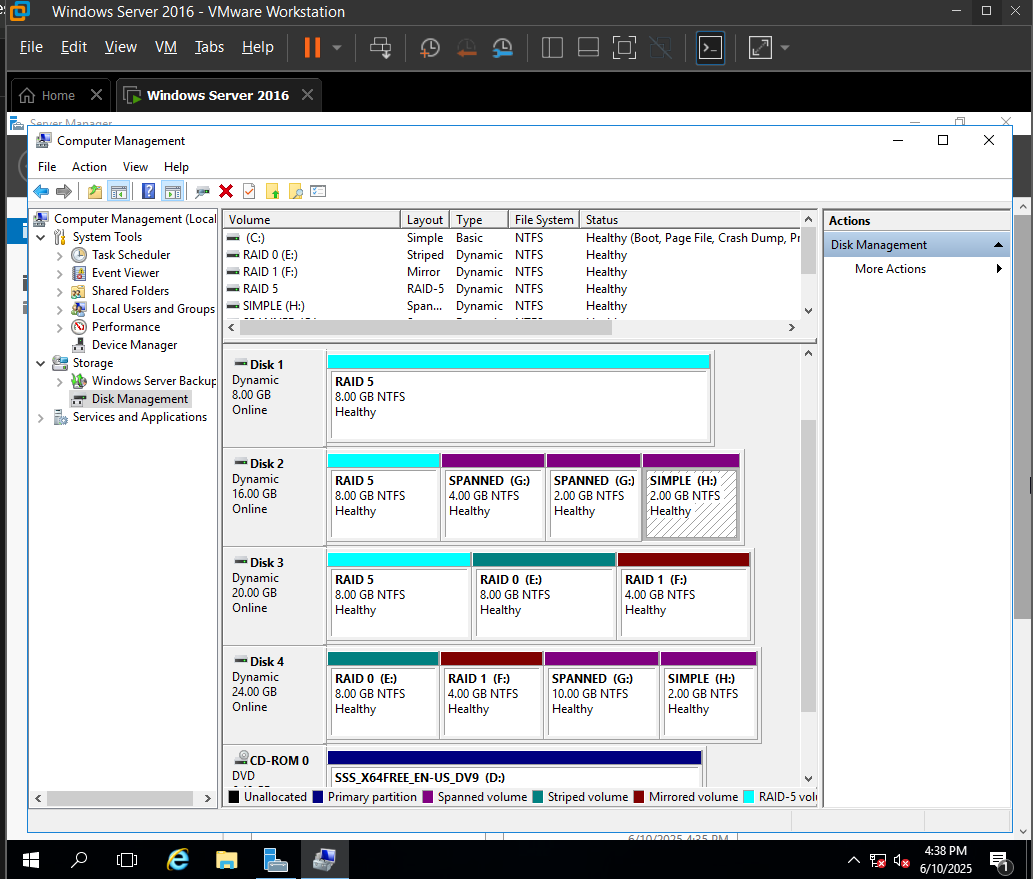 Windows Server 2016 - VMware Workstation
File Edit View VM Tabs Help
Home Windows Server 2016
Server Manager
Computer Management
File Action View Help
Computer Management (Local
System Tools
Task Scheduler
Event Viewer
Shared Folders
Local Users and Groups
Performance
Device Manager
Storage
Windows Server Backup
Disk Management
Services and Applications
Volume Layout Type File System Status
(C:) Simple Basic NTFS Healthy (Boot, Page File, Crash Dump, Pr
RAID 0 (E:) Striped Dynamic NTFS Healthy
RAID 1 (F:) Mirror Dynamic NTFS Healthy
RAID 5 RAID-5 Dynamic NTFS Healthy
SIMPLE (H:) Span... Dynamic NTFS Healthy
Disk 1
Dynamic
8.00 GB
Online
RAID 5
8.00 GB NTFS
Healthy
Disk 2
Dynamic
16.00 GB
Online
RAID 5
8.00 GB NTFS
Healthy
SPANNED (G:)
4.00 GB NTFS
Healthy
SPANNED (G:)
2.00 GB NTFS
Healthy
SIMPLE (H:)
2.00 GB NTFS
Healthy
Disk 3
Dynamic
20.00 GB
Online
RAID 5
8.00 GB NTFS
Healthy
RAID 0 (E:)
8.00 GB NTFS
Healthy
RAID 1 (F:)
4.00 GB NTFS
Healthy
Disk 4
Dynamic
24.00 GB
Online
RAID 0 (E:)
8.00 GB NTFS
Healthy
RAID 1 (F:)
4.00 GB NTFS
Healthy
SPANNED (G:)
10.00 GB NTFS
Healthy
SIMPLE (H:)
2.00 GB NTFS
Healthy
CD-ROM 0
DVD
SSS_X64FREE_EN-US_DV9 (D:)
Unallocated Primary partition Spanned volume Striped volume Mirrored volume RAID-5 volu
Actions
Disk Management
More Actions
6/10/2025 4:35 PM
4:38 PM
6/10/2025
1